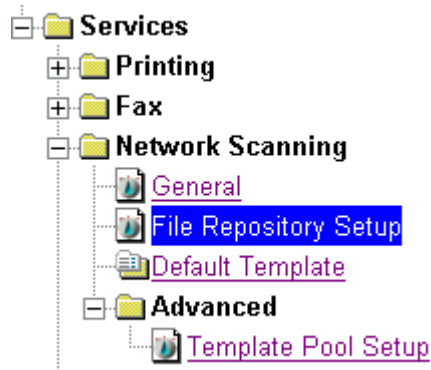 Services
Printing
Fax
Network Scanning
General
File Repository Setup
Default Template
Advanced
Template Pool Setup